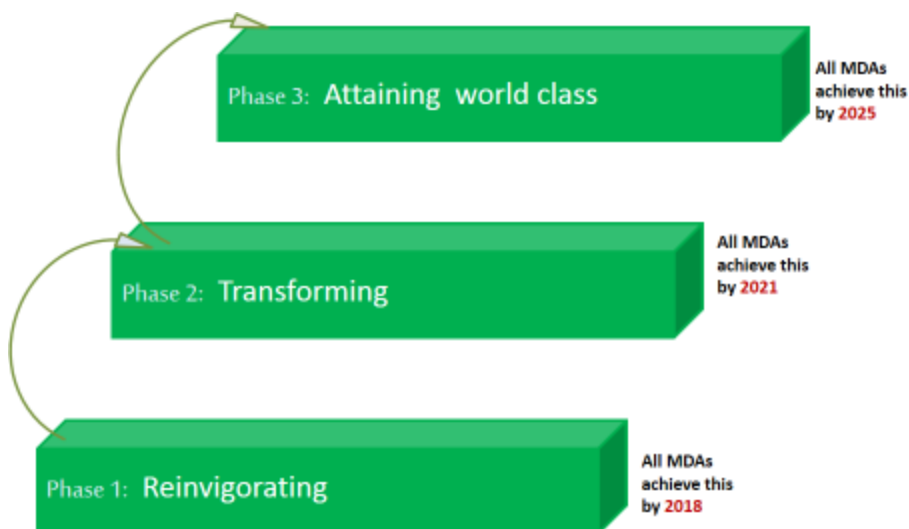 Phase 3: Attaining world class
All MDAs
achieve this
by 2025
Phase 2: Transforming
All MDAs
achieve this
by 2021
Phase 1: Reinvigorating
All MDAs
achieve this
by 2018